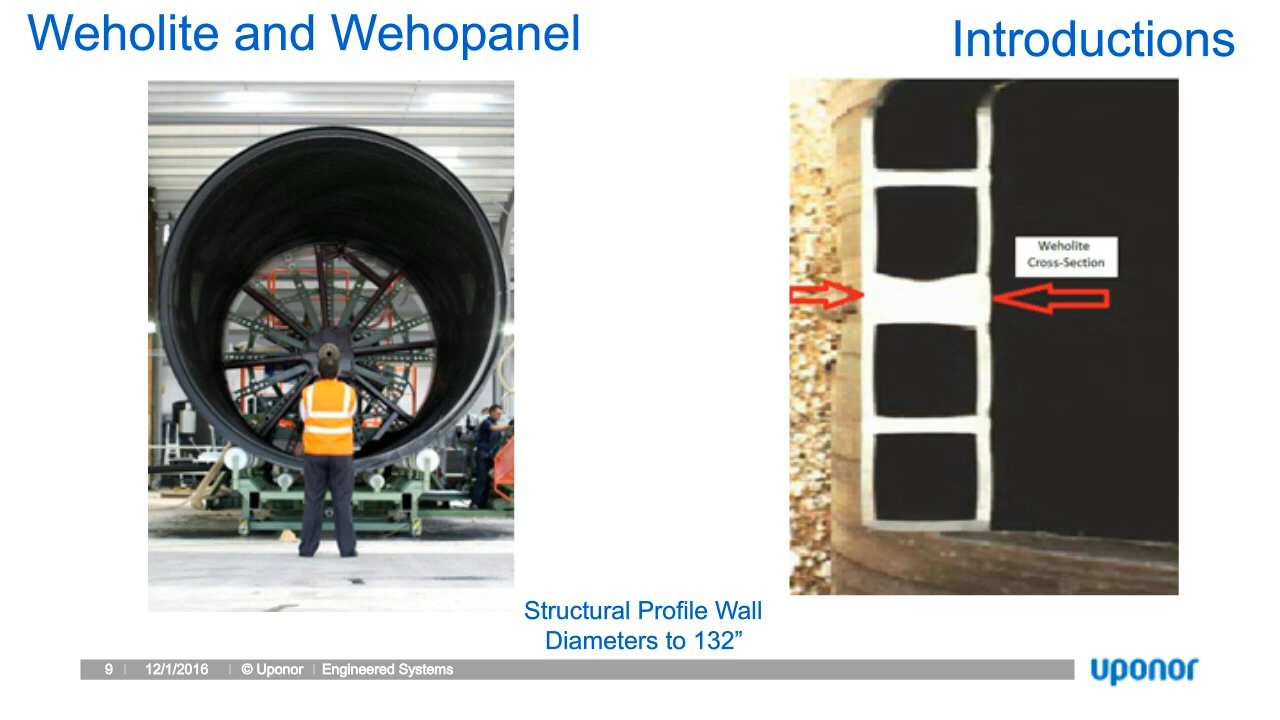 Weholite and Wehopanel
Introductions
Weholite
Cross-Section
Structural Profile Wall
Diameters to 132”
9 | 12/1/2016 | © Uponor | Engineered Systems
uponor